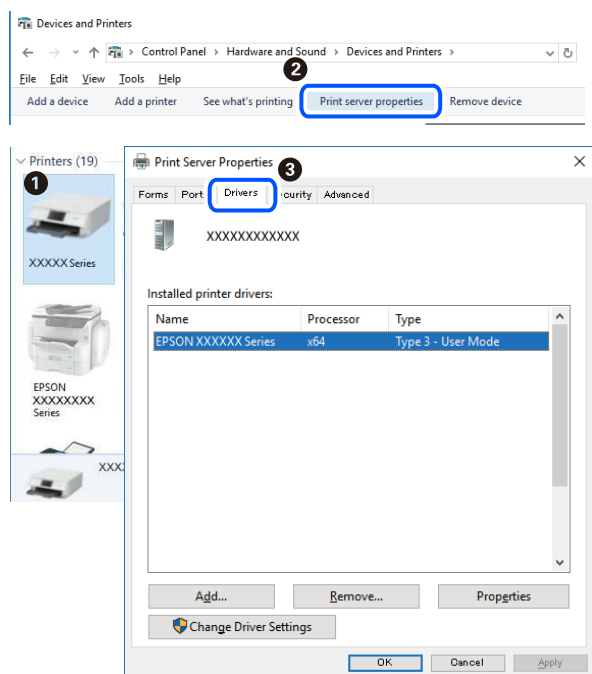 Devices and Printers
Control Panel > Hardware and Sound > Devices and Printers >
2
File Edit View Tools Help
Add a device Add a printer See what's printing Print server properties Remove device
Printers (19)
1
XXXXX Series
EPSON
XXXXXXXX
Series
XXX
Print Server Properties
3
Forms Port Drivers curity Advanced
XXXXXXXXXXXX
Installed printer drivers:
Name Processor Type
EPSON XXXXXX Series x64 Type 3 - User Mode
Add... Remove... Properties
Change Driver Settings
OK Cancel Apply